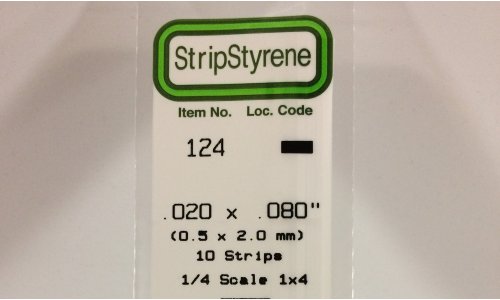 StripStyrene
Item No. Loc. Code
124
.020 x .080"
(0.5 x 2.0 mm)
10 Strips
1/4 Scale 1x4